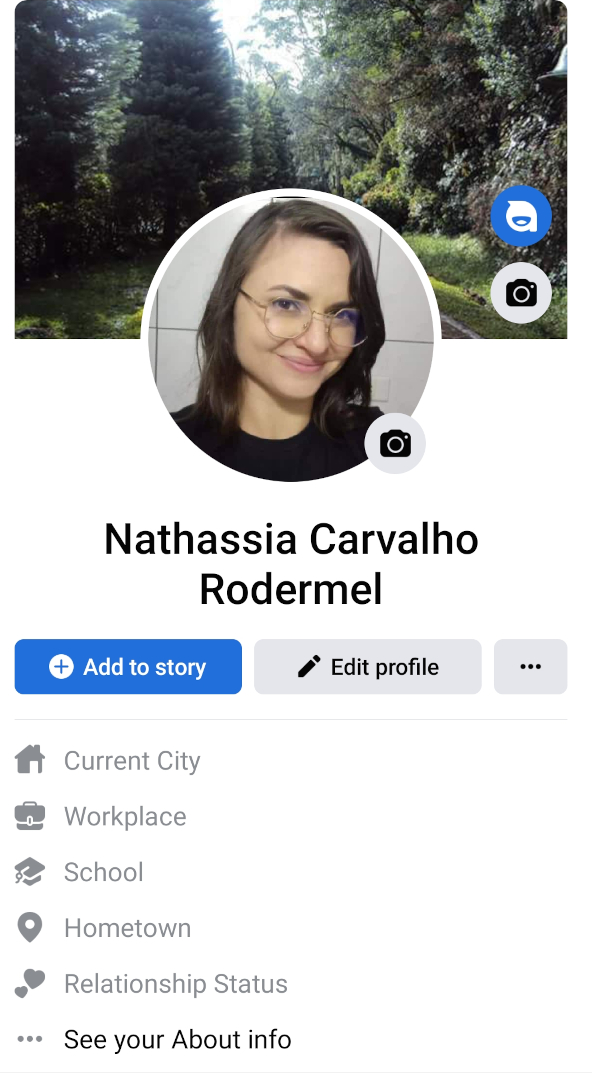 Nathassia Carvalho
Rodermel
Add to story
Edit profile
Current City
Workplace
School
Hometown
Relationship Status
See your About info